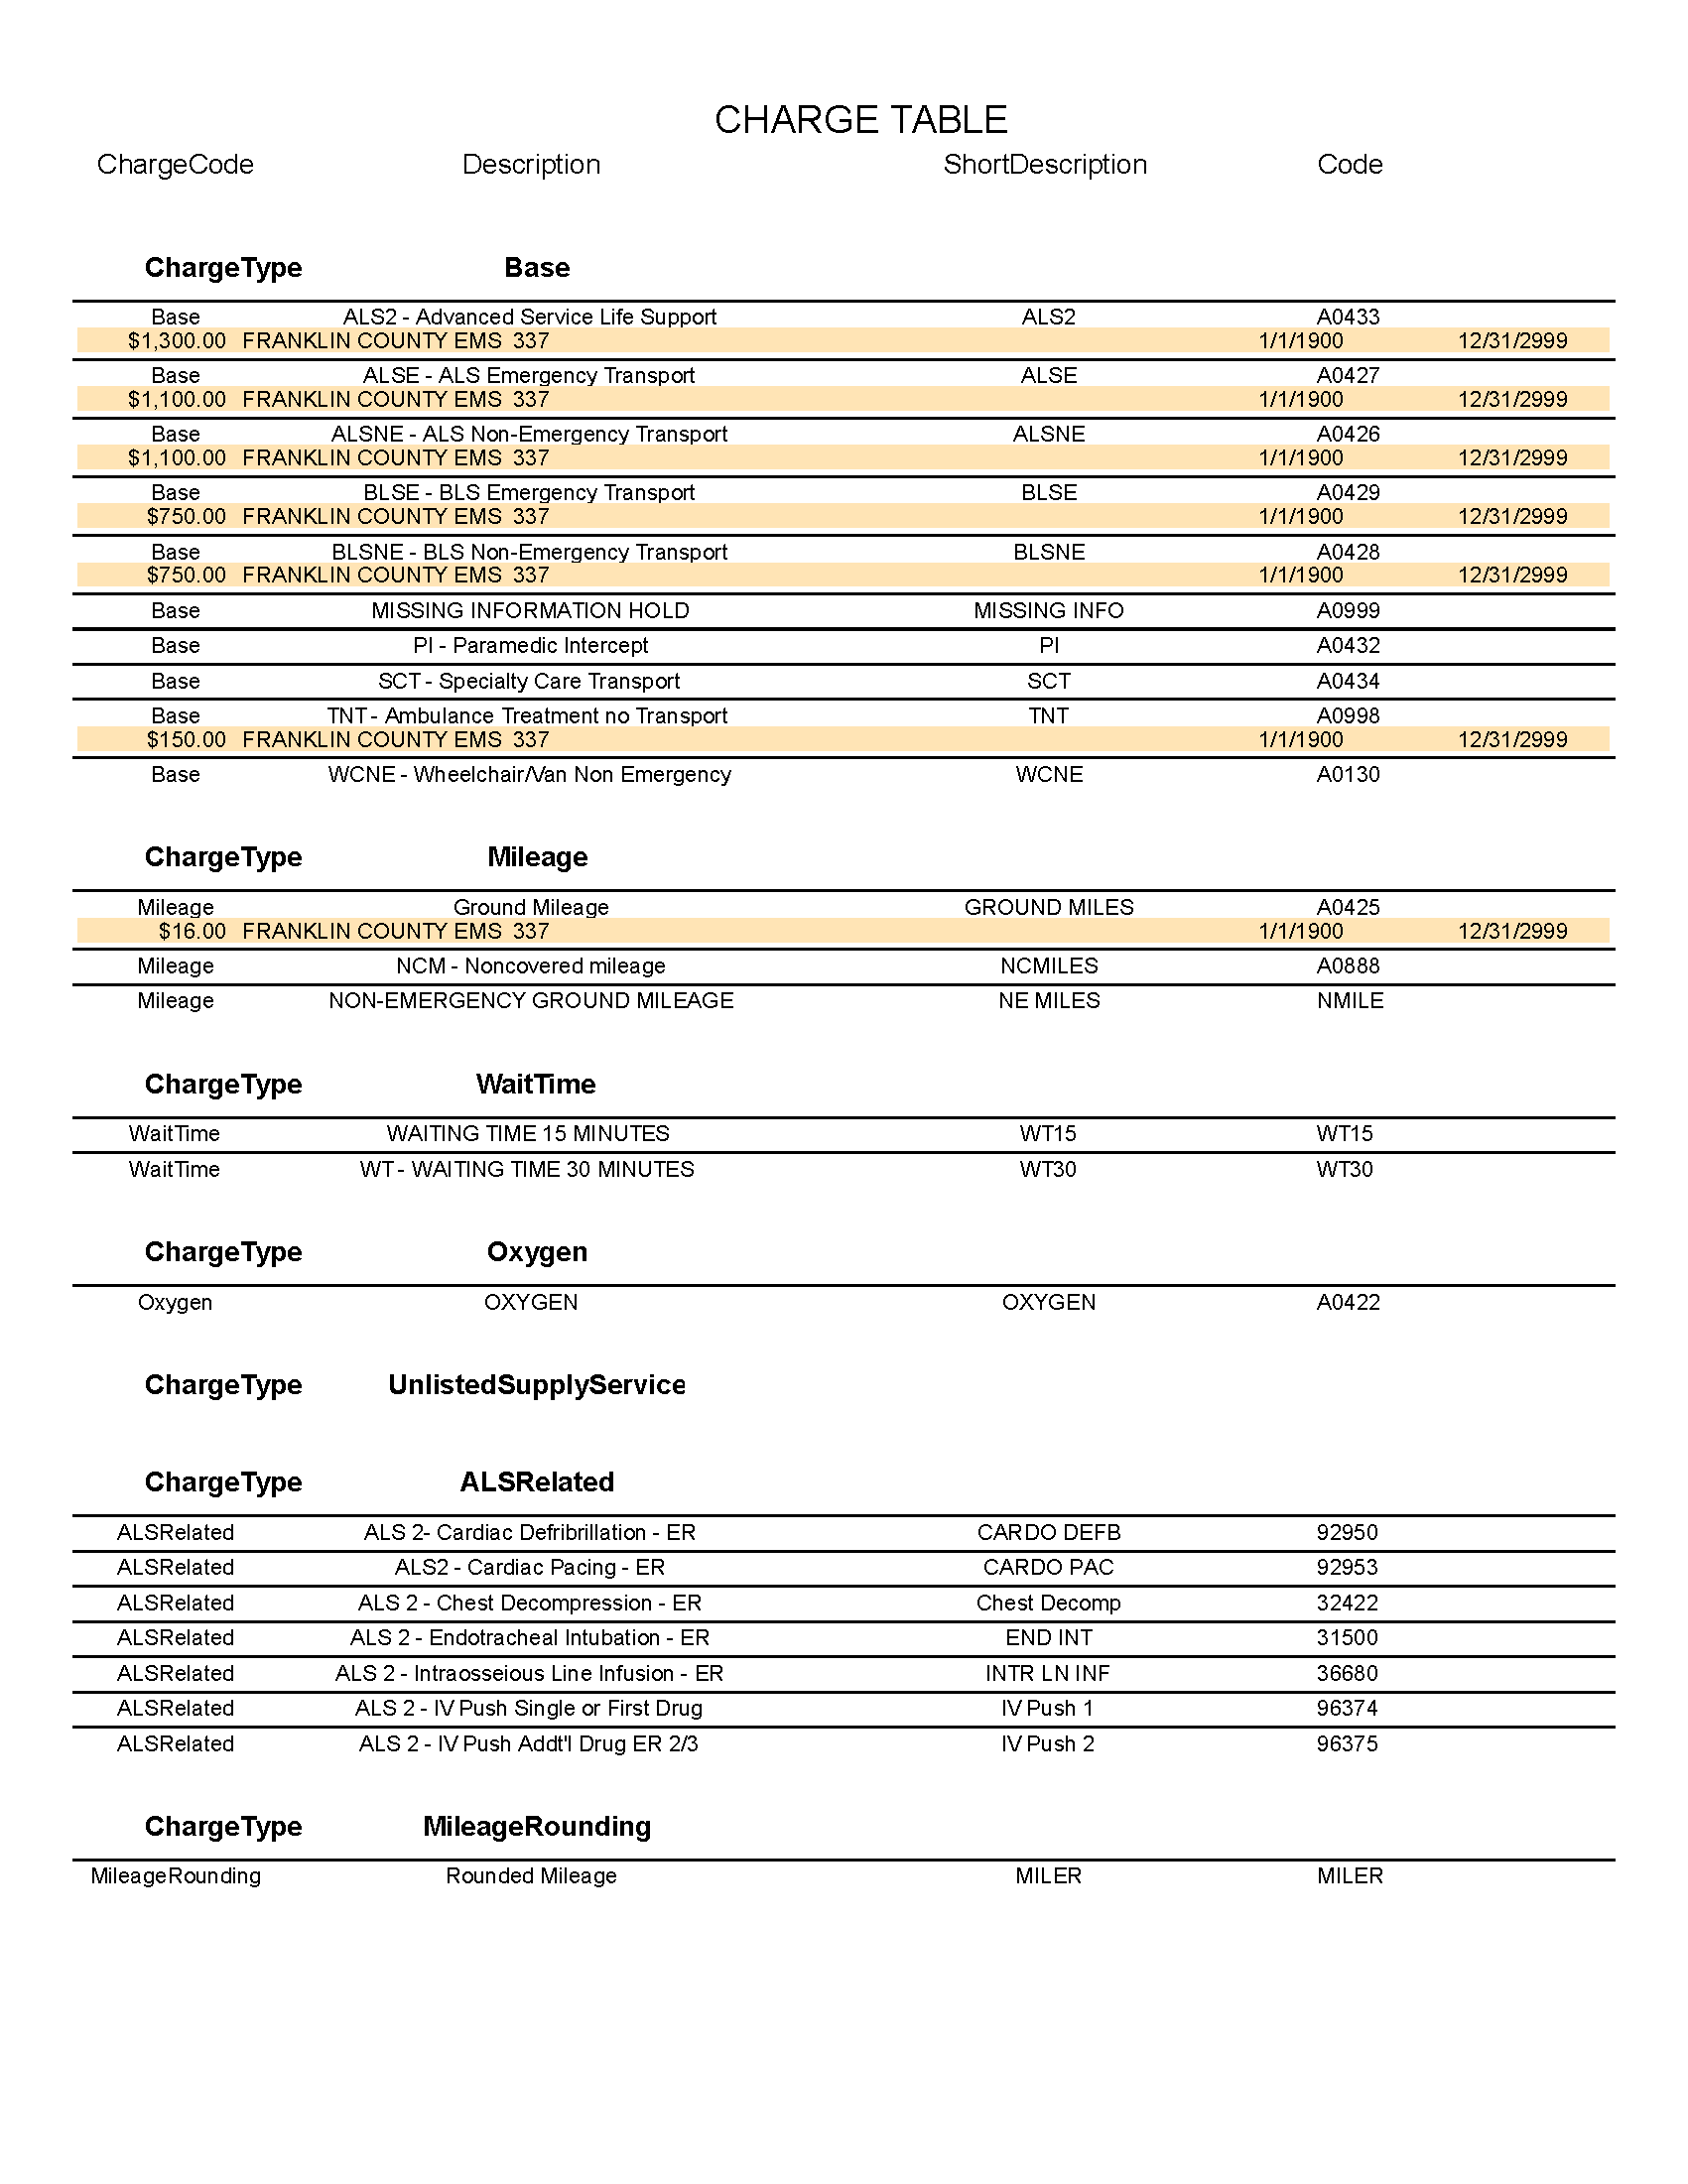 CHARGE TABLE
ChargeCode Description ShortDescription Code
ChargeType Base
Base ALS2 - Advanced Service Life Support ALS2 A0433
$1,300.00 FRANKLIN COUNTY EMS 337 1/1/1900 12/31/2999
Base ALSE - ALS Emergency Transport ALSE A0427
$1,100.00 FRANKLIN COUNTY EMS 337 1/1/1900 12/31/2999
Base ALSNE - ALS Non-Emergency Transport ALSNE A0426
$1,100.00 FRANKLIN COUNTY EMS 337 1/1/1900 12/31/2999
Base BLSE - BLS Emergency Transport BLSE A0429
$750.00 FRANKLIN COUNTY EMS 337 1/1/1900 12/31/2999
Base BLSNE - BLS Non-Emergency Transport BLSNE A0428
$750.00 FRANKLIN COUNTY EMS 337 1/1/1900 12/31/2999
Base MISSING INFORMATION HOLD MISSING INFO A0999
Base PI - Paramedic Intercept PI A0432
Base SCT - Specialty Care Transport SCT A0434
Base TNT - Ambulance Treatment no Transport TNT A0998
$150.00 FRANKLIN COUNTY EMS 337 1/1/1900 12/31/2999
Base WCNE - Wheelchair/Van Non Emergency WCNE A0130
ChargeType Mileage
Mileage Ground Mileage GROUND MILES A0425
$16.00 FRANKLIN COUNTY EMS 337 1/1/1900 12/31/2999
Mileage NCM - Noncovered mileage NCMILES A0888
Mileage NON-EMERGENCY GROUND MILEAGE NE MILES NMILE
ChargeType WaitTime
WaitTime WAITING TIME 15 MINUTES WT15 WT15
WaitTime WT - WAITING TIME 30 MINUTES WT30 WT30
ChargeType Oxygen
Oxygen OXYGEN OXYGEN A0422
ChargeType UnlistedSupplyService
ChargeType ALSRelated
ALSRelated ALS 2- Cardiac Defribrillation - ER CARDO DEFB 92950
ALSRelated ALS2 - Cardiac Pacing - ER CARDO PAC 92953
ALSRelated ALS 2 - Chest Decompression - ER Chest Decomp 32422
ALSRelated ALS 2 - Endotracheal Intubation - ER END INT 31500
ALSRelated ALS 2 - Intraosseious Line Infusion - ER INTR LN INF 36680
ALSRelated ALS 2 - IV Push Single or First Drug IV Push 1 96374
ALSRelated ALS 2 - IV Push Addt'l Drug ER 2/3 IV Push 2 96375
ChargeType MileageRounding
MileageRounding Rounded Mileage MILER MILER